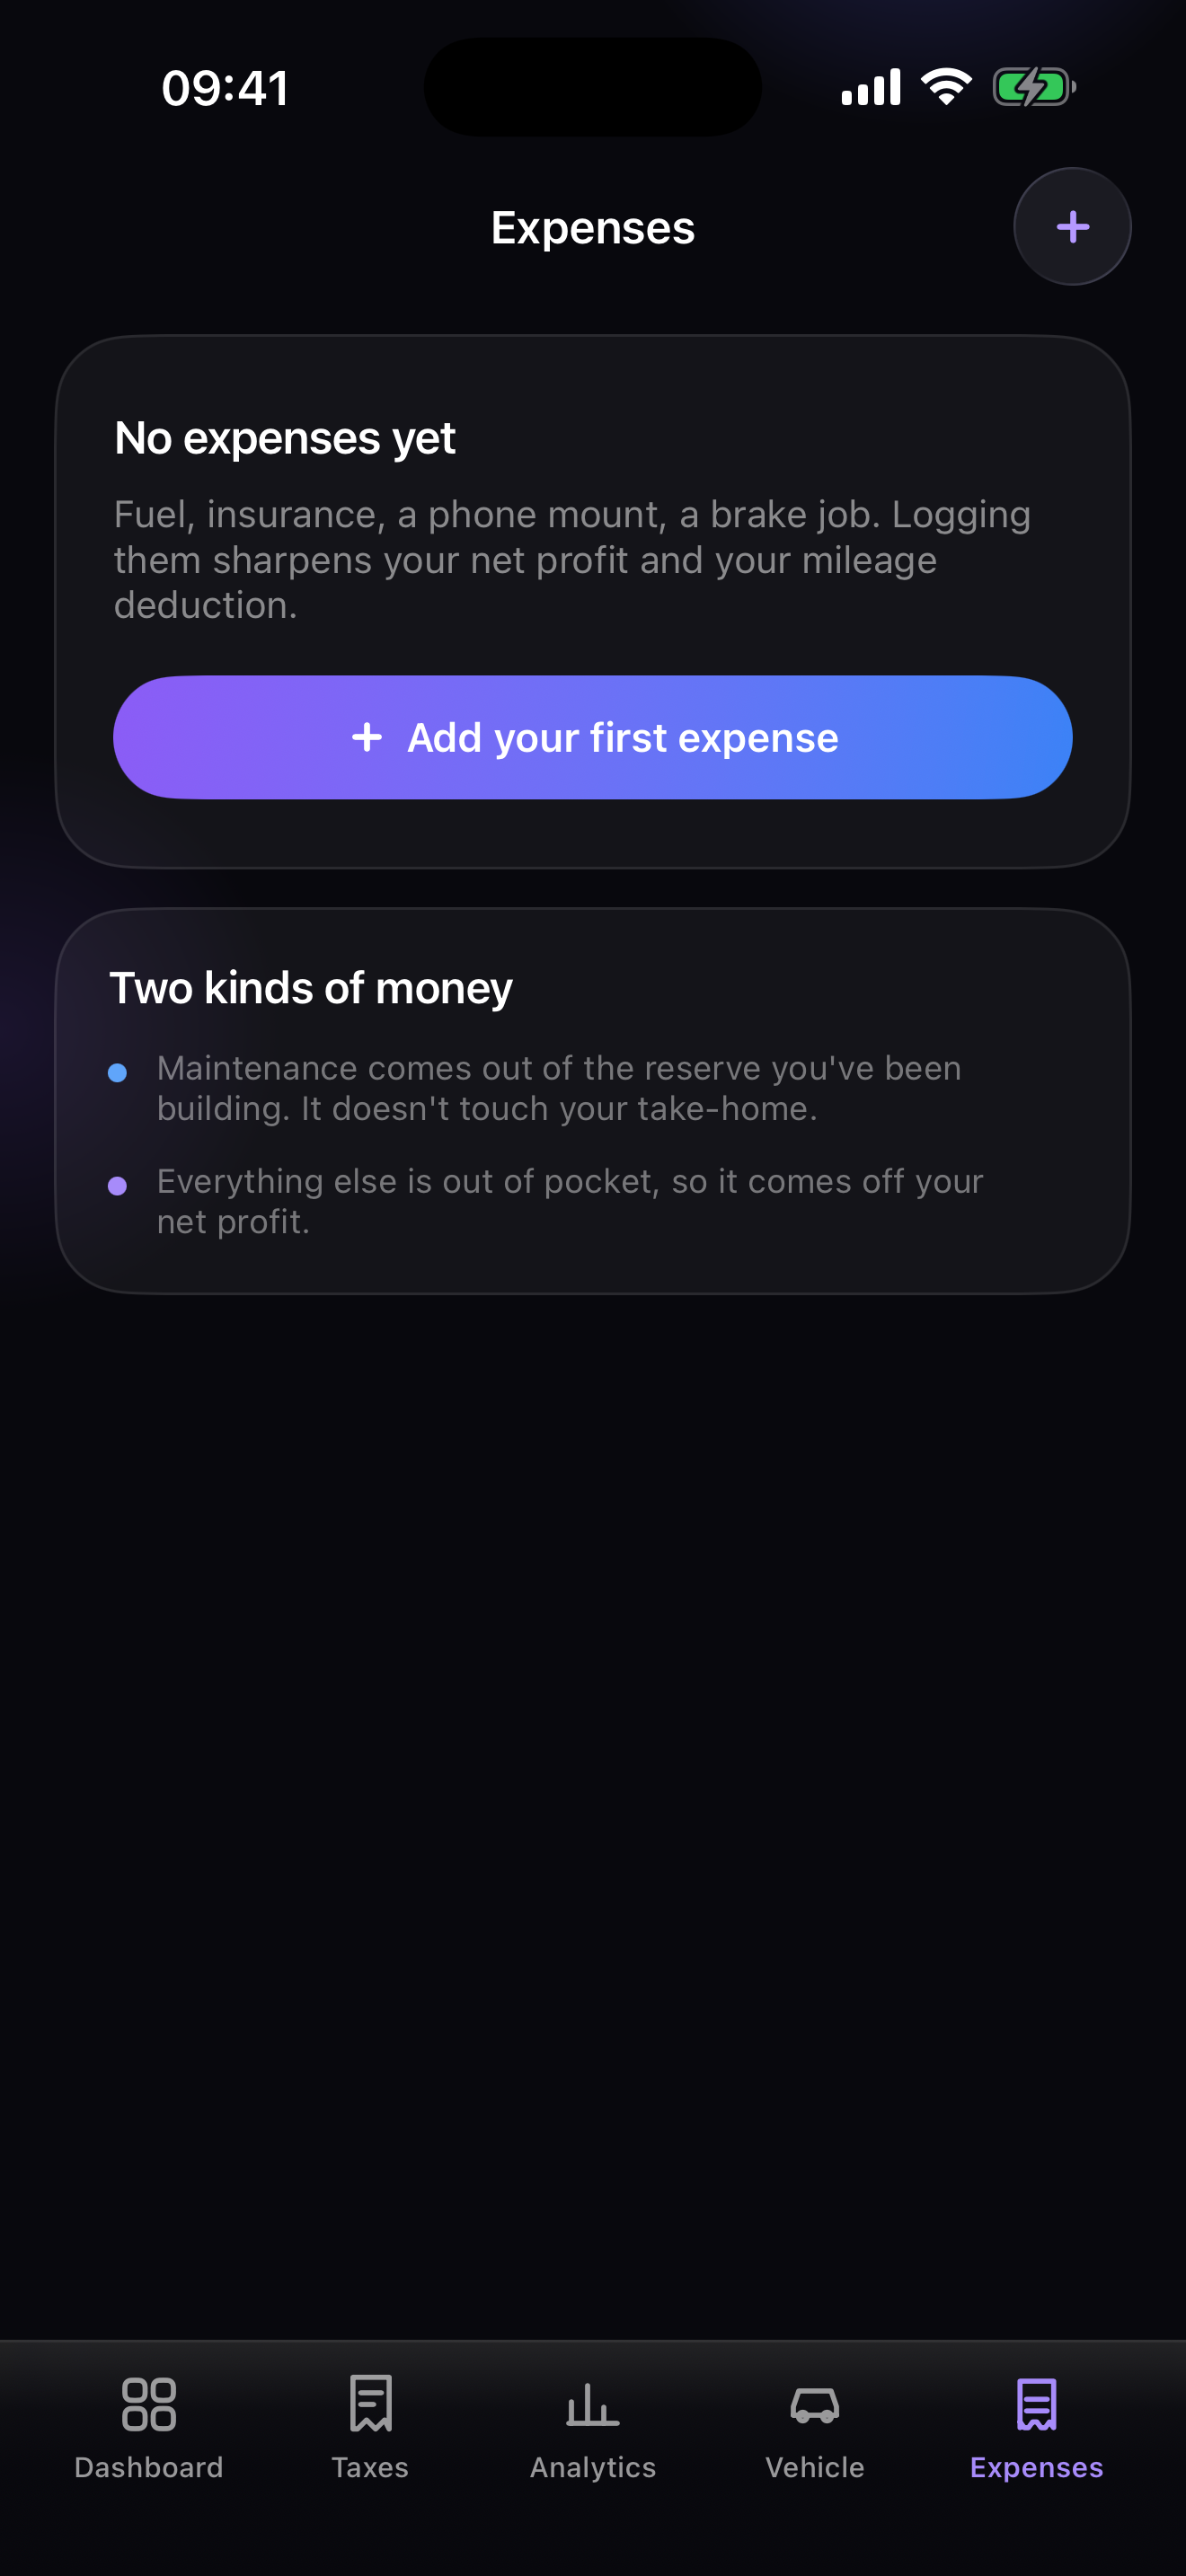 09:41
Expenses
No expenses yet
Fuel, insurance, a phone mount, a brake job. Logging
them sharpens your net profit and your mileage
deduction.
+ Add your first expense
Two kinds of money
Maintenance comes out of the reserve you've been
building. It doesn't touch your take-home.
Everything else is out of pocket, so it comes off your
net profit.
Dashboard Taxes Analytics Vehicle Expenses